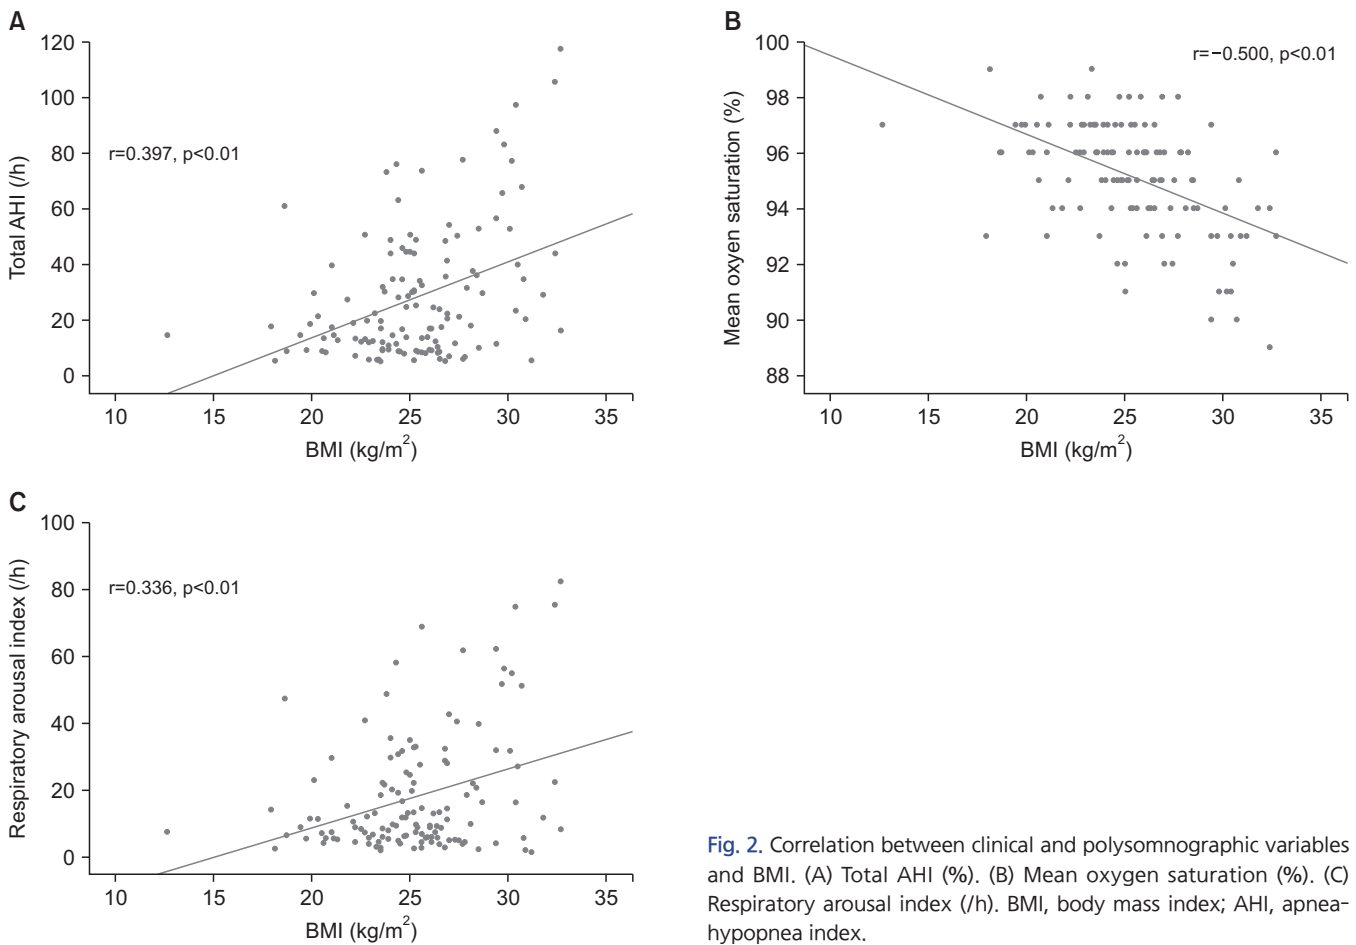 A
120
100
80
60
40
20
0
Total AHI (/h)
r=0.397, p<0.01
10 15 20 25 30 35
BMI (kg/m²)
B
100
98
96
94
92
90
88
Mean oxyen saturation (%)
r=−0.500, p<0.01
10 15 20 25 30 35
BMI (kg/m²)
C
100
80
60
40
20
0
Respiratory arousal index (/h)
r=0.336, p<0.01
10 15 20 25 30 35
BMI (kg/m²)
Fig. 2. Correlation between clinical and polysomnographic variables
and BMI. (A) Total AHI (%). (B) Mean oxygen saturation (%). (C)
Respiratory arousal index (/h). BMI, body mass index; AHI, apnea-
hypopnea index.